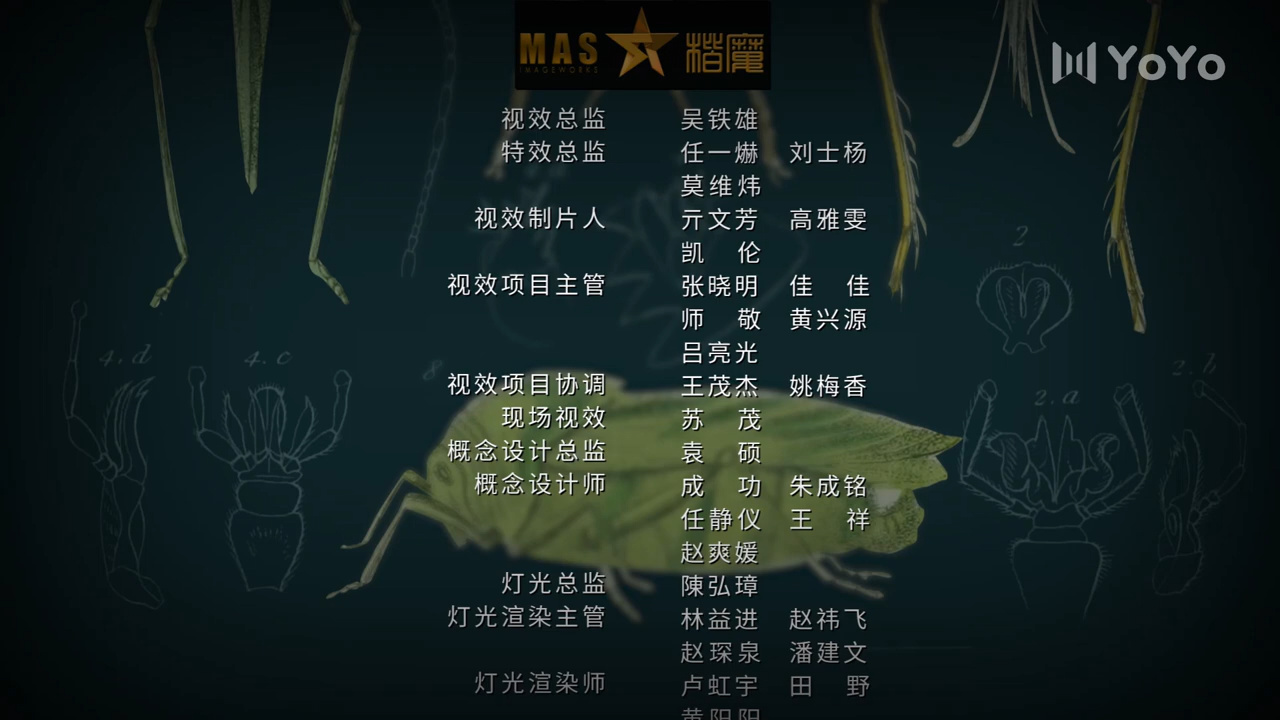 MAS 楷魔
IMAGEWORKS
YoYo
视效总监 吴铁雄
特效总监 任一爀 刘士杨
莫维炜
视效制片人 亓文芳 高雅雯
凯 伦
视效项目主管 张晓明 佳 佳
师 敬 黄兴源
吕亮光
视效项目协调 王茂杰 姚梅香
现场视效 苏 茂
概念设计总监 袁 硕
概念设计师 成 功 朱成铭
任静仪 王 祥
赵爽媛
灯光总监 陳弘璋
灯光渲染主管 林益进 赵祎飞
赵琛泉 潘建文
灯光渲染师 卢虹宇 田 野
2
4.d
4.c
8
2.a
2.b